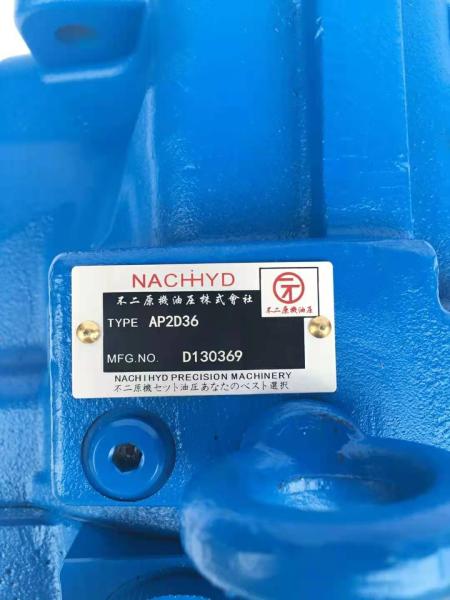 NACHIHYD
不二原機油圧株式會社
TYPE AP2D36
MFG.NO. D130369
NACHIHYD PRECISION MACHINERY
不二原機セット油圧あなたのベスト選択
不二原機油圧